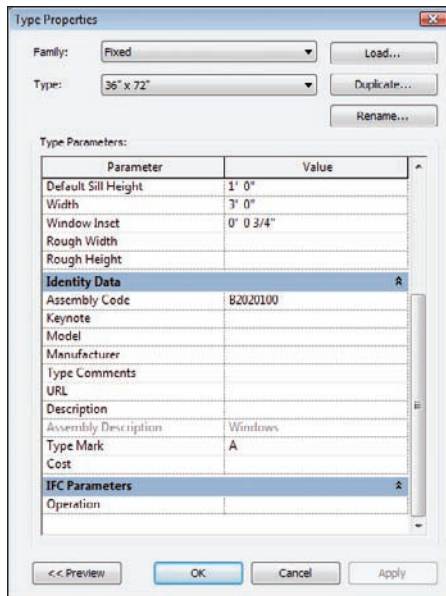 Type Properties
Family: Fixed Load...
Type: 36" x 72" Duplicate...
Rename...
Type Parameters:
Parameter Value
Default Sill Height 1' 0"
Width 3' 0"
Window Inset 0' 0 3/4"
Rough Width
Rough Height
Identity Data
Assembly Code B2020100
Keynote
Model
Manufacturer
Type Comments
URL
Description
Assembly Description Windows
Type Mark A
Cost
IFC Parameters
Operation
<< Preview OK Cancel Apply